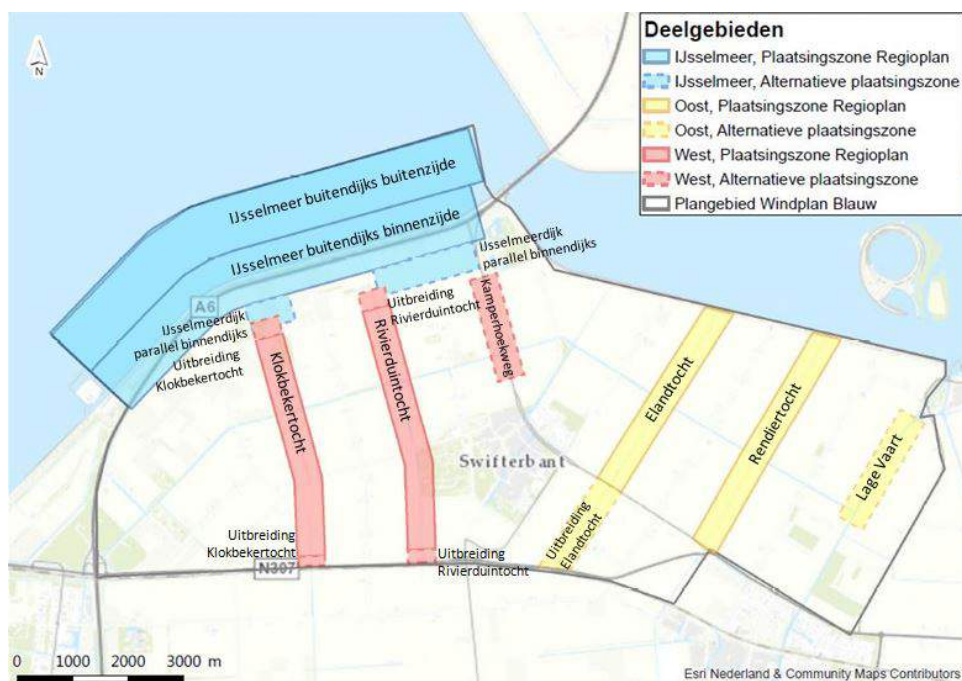 N
Deelgebieden
IJsselmeer, Plaatsingszone Regioplan
IJsselmeer, Alternatieve plaatsingszone
Oost, Plaatsingszone Regioplan
Oost, Alternatieve plaatsingszone
West, Plaatsingszone Regioplan
West, Alternatieve plaatsingszone
Plangebied Windplan Blauw
IJsselmeer buitendijks buitenzijde
IJsselmeer buitendijks binnenzijde
IJsselmeerdijk
parallel binnendijks
A6
IJsselmeerdijk
parallel binnendijks
Uitbreiding
Klokbekertocht
Uitbreiding
Rivierduintocht
Kamperhoekweg
Klokbekertocht
Rivierduintocht
Elandtocht
Rendiertocht
Lage Vaart
Swifterbant
Uitbreiding
Klokbekertocht
Uitbreiding
Rivierduintocht
Uitbreiding
Elandtocht
N307
0 1000 2000 3000 m
Esri Nederland & Community Maps Contributors